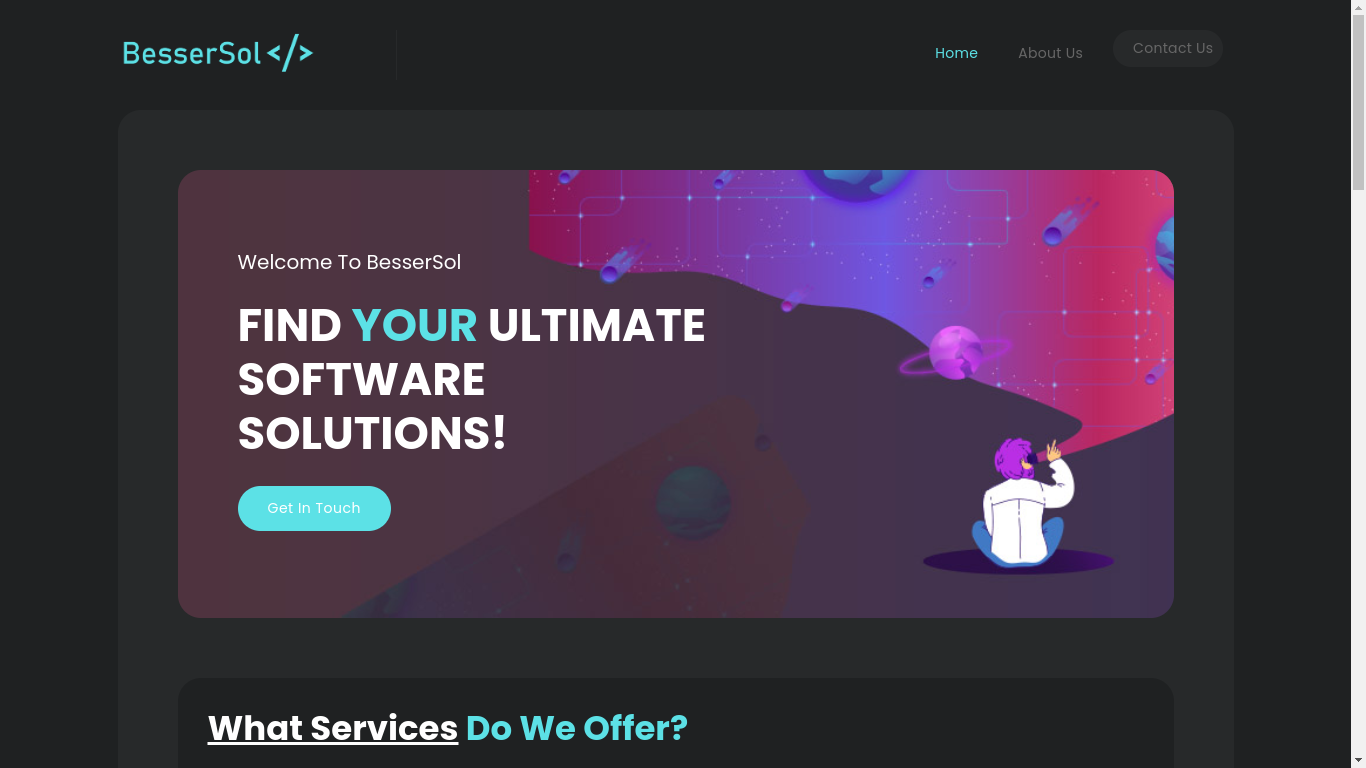 BesserSol </>
Home
About Us
Contact Us
Welcome To BesserSol
FIND YOUR ULTIMATE
SOFTWARE
SOLUTIONS!
Get In Touch
What Services Do We Offer?